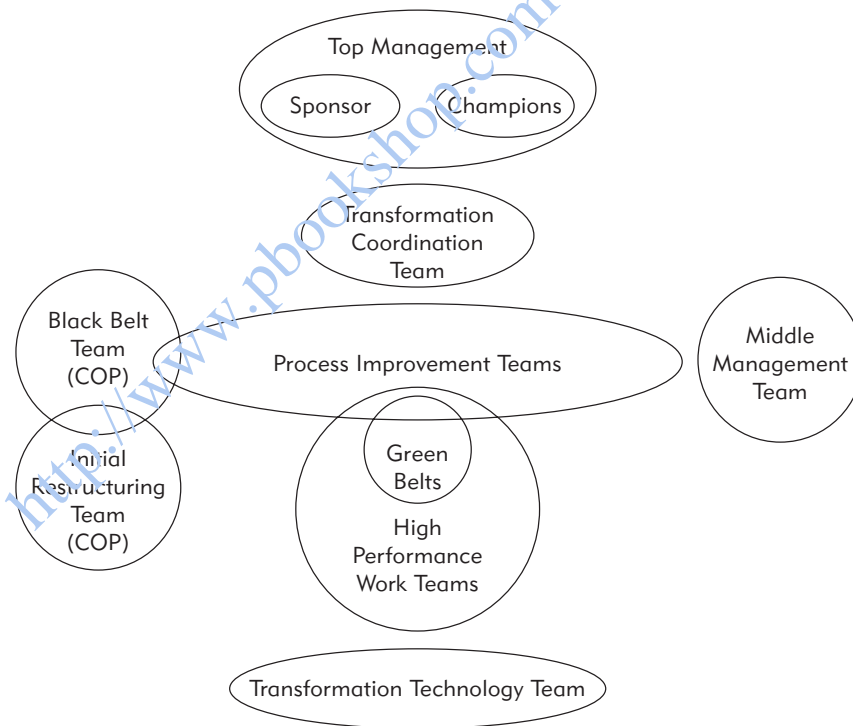 Top Management
Sponsor
Champions
Transformation
Coordination
Team
Black Belt
Team
(COP)
Process Improvement Teams
Middle
Management
Team
Initial
Restructuring
Team
(COP)
Green
Belts
High
Performance
Work Teams
Transformation Technology Team
http://www.pbookshop.com